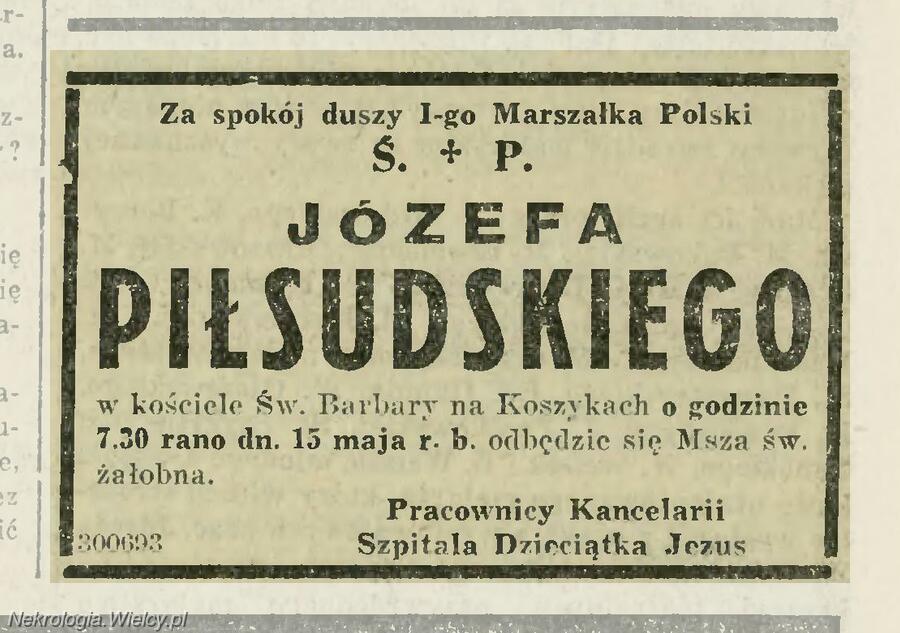 Za spokój duszy I-go Marszałka Polski
Ś. ✝ P.
JÓZEFA
PIŁSUDSKIEGO
w kościele Św. Barbary na Koszykach o godzinie
7.30 rano dn. 15 maja r. b. odbędzie się Msza św.
żałobna.
Pracownicy Kancelarii
300693 Szpitala Dzieciątka Jezus
Nekrologia.Wielcy.pl